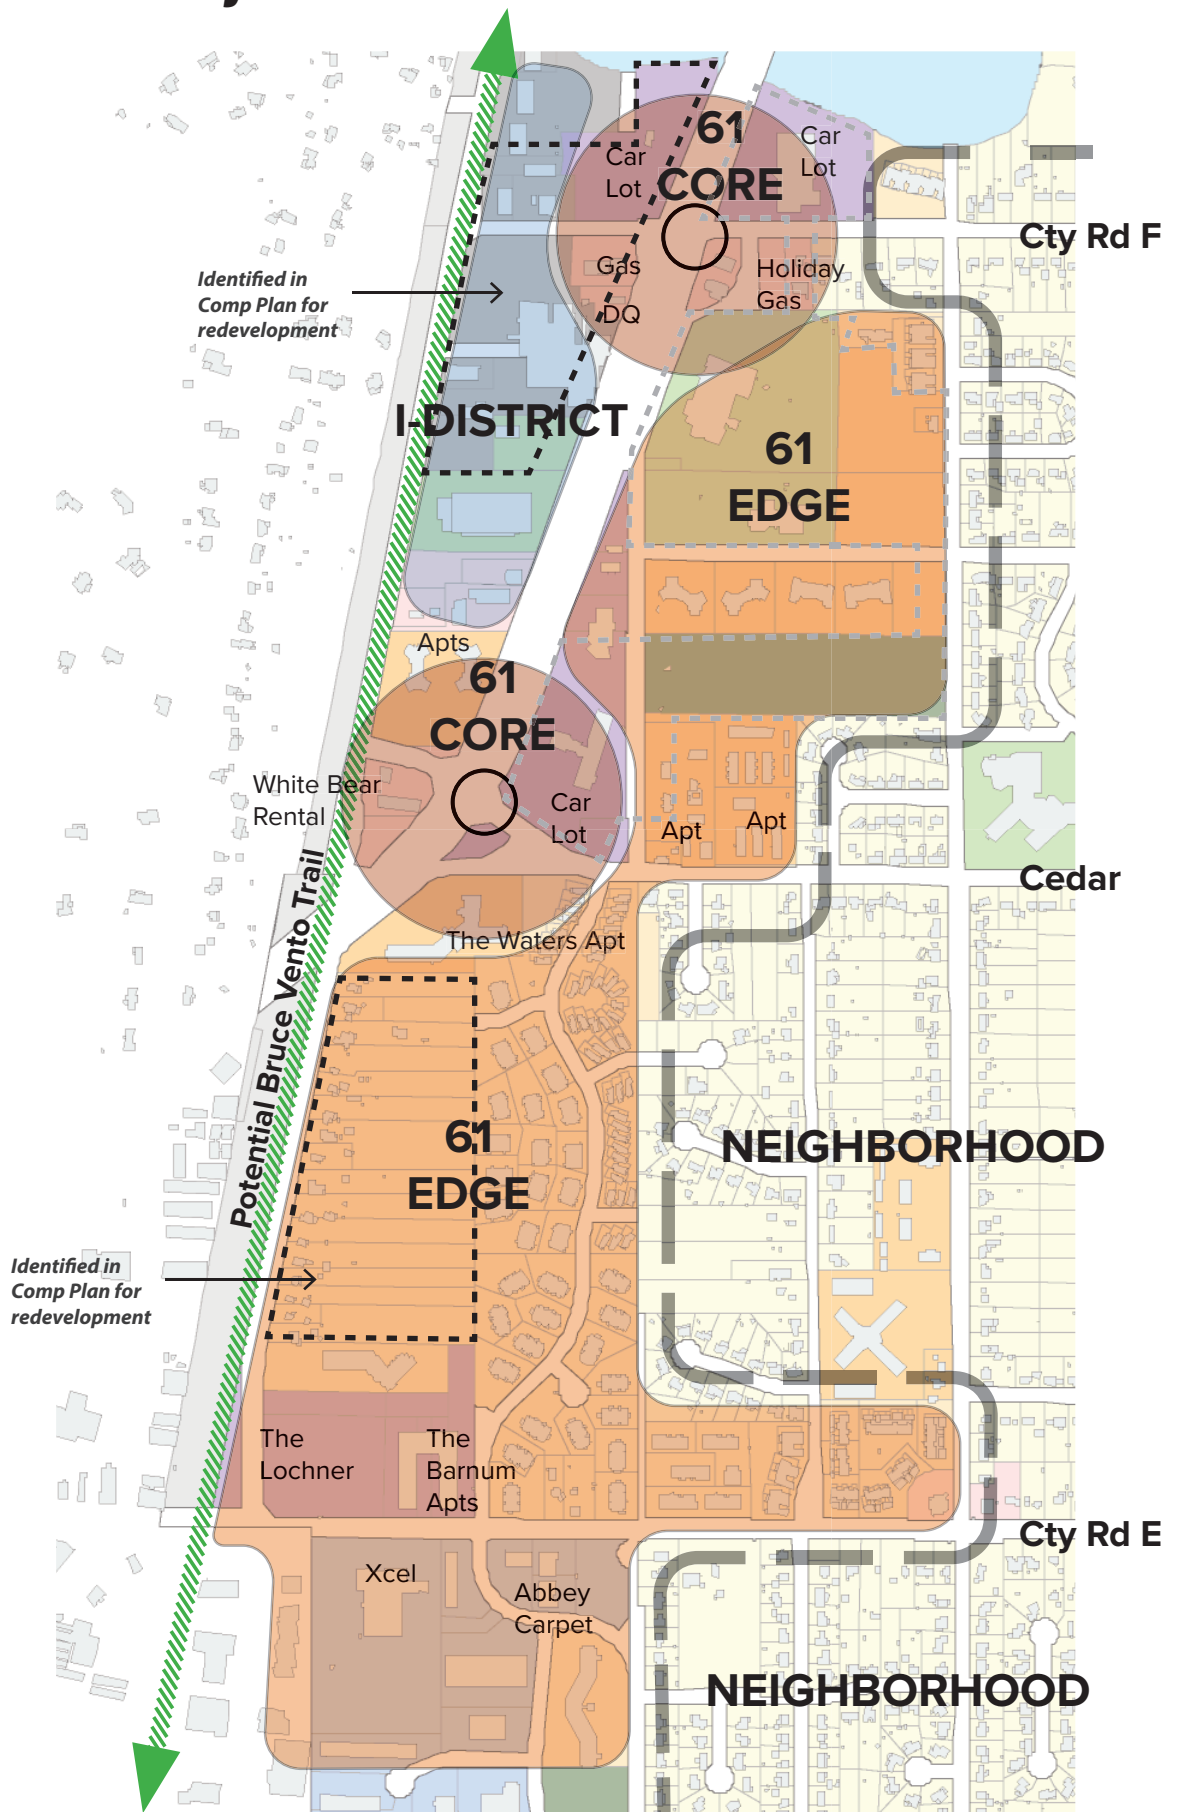 61
CORE
Car
Lot
Car
Lot
Cty Rd F
Gas
DQ
Holiday
Gas
Identified in
Comp Plan for
redevelopment
I-DISTRICT
61
EDGE
Apts
61
CORE
White Bear
Rental
Car
Lot
Apt
Apt
Cedar
The Waters Apt
Potential Bruce Vento Trail
61
EDGE
NEIGHBORHOOD
Identified in
Comp Plan for
redevelopment
The
Lochner
The
Barnum
Apts
Cty Rd E
Xcel
Abbey
Carpet
NEIGHBORHOOD